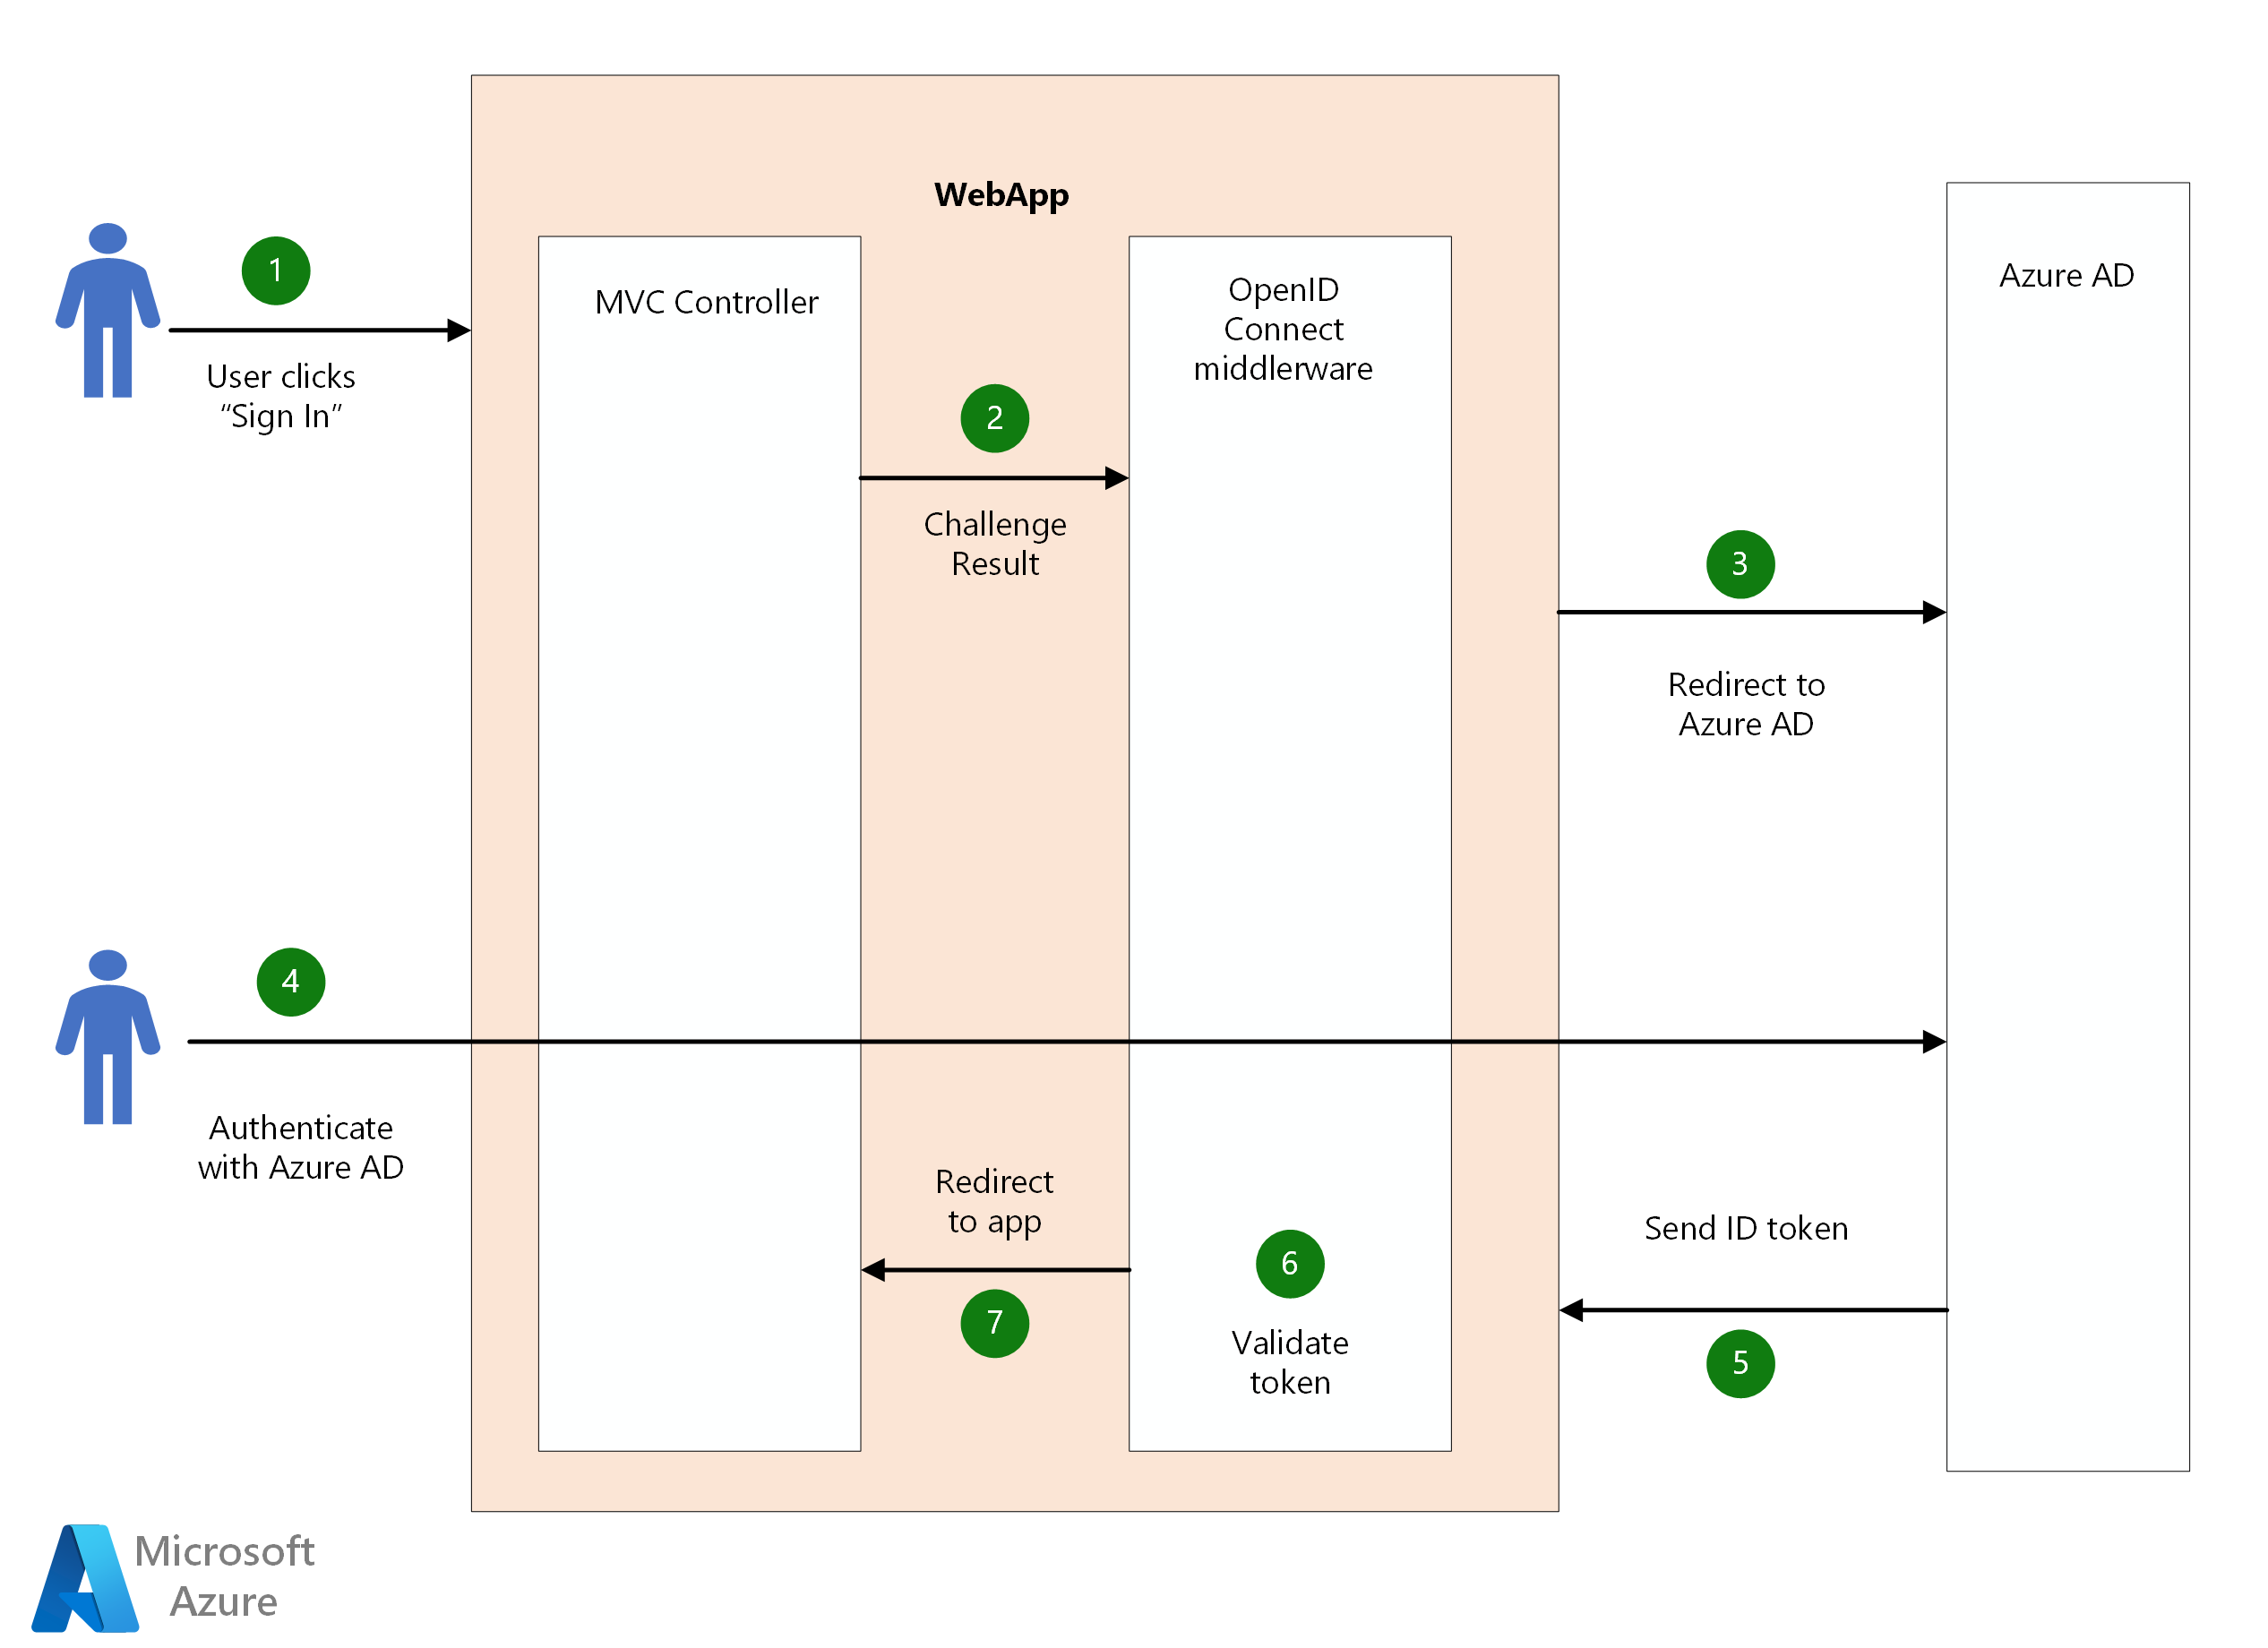 WebApp
1
User clicks
“Sign In”
MVC Controller
OpenID
Connect
middlerware
Azure AD
2
Challenge
Result
3
Redirect to
Azure AD
4
Authenticate
with Azure AD
Send ID token
5
6
Validate
token
Redirect
to app
7
Microsoft
Azure